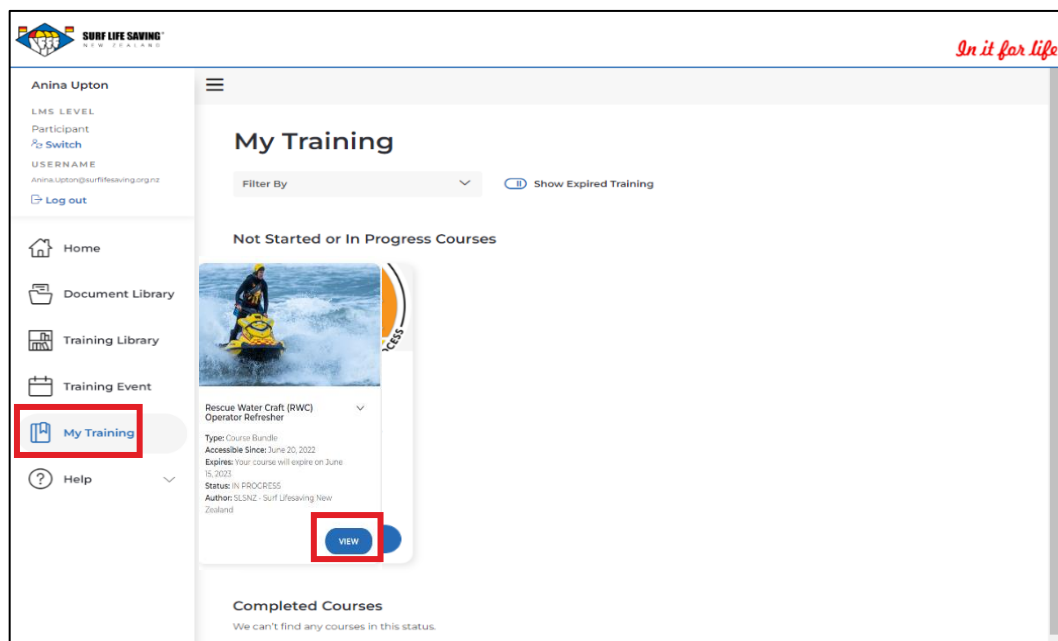 SURF LIFE SAVING
NEW ZEALAND
In it for life
Anina Upton
LMS LEVEL
Participant
Switch
USERNAME
Anina.Upton@surflifesaving.org.nz
Log out
Home
Document Library
Training Library
Training Event
My Training
Help
My Training
Filter By
Show Expired Training
Not Started or In Progress Courses
OCESS
Rescue Water Craft (RWC)
Operator Refresher
Type: Course Bundle
Accessible Since: June 20, 2022
Expires: Your course will expire on June
15, 2023
Status: IN PROGRESS
Author: SLSNZ - Surf Lifesaving New
Zealand
VIEW
Completed Courses
We can't find any courses in this status.